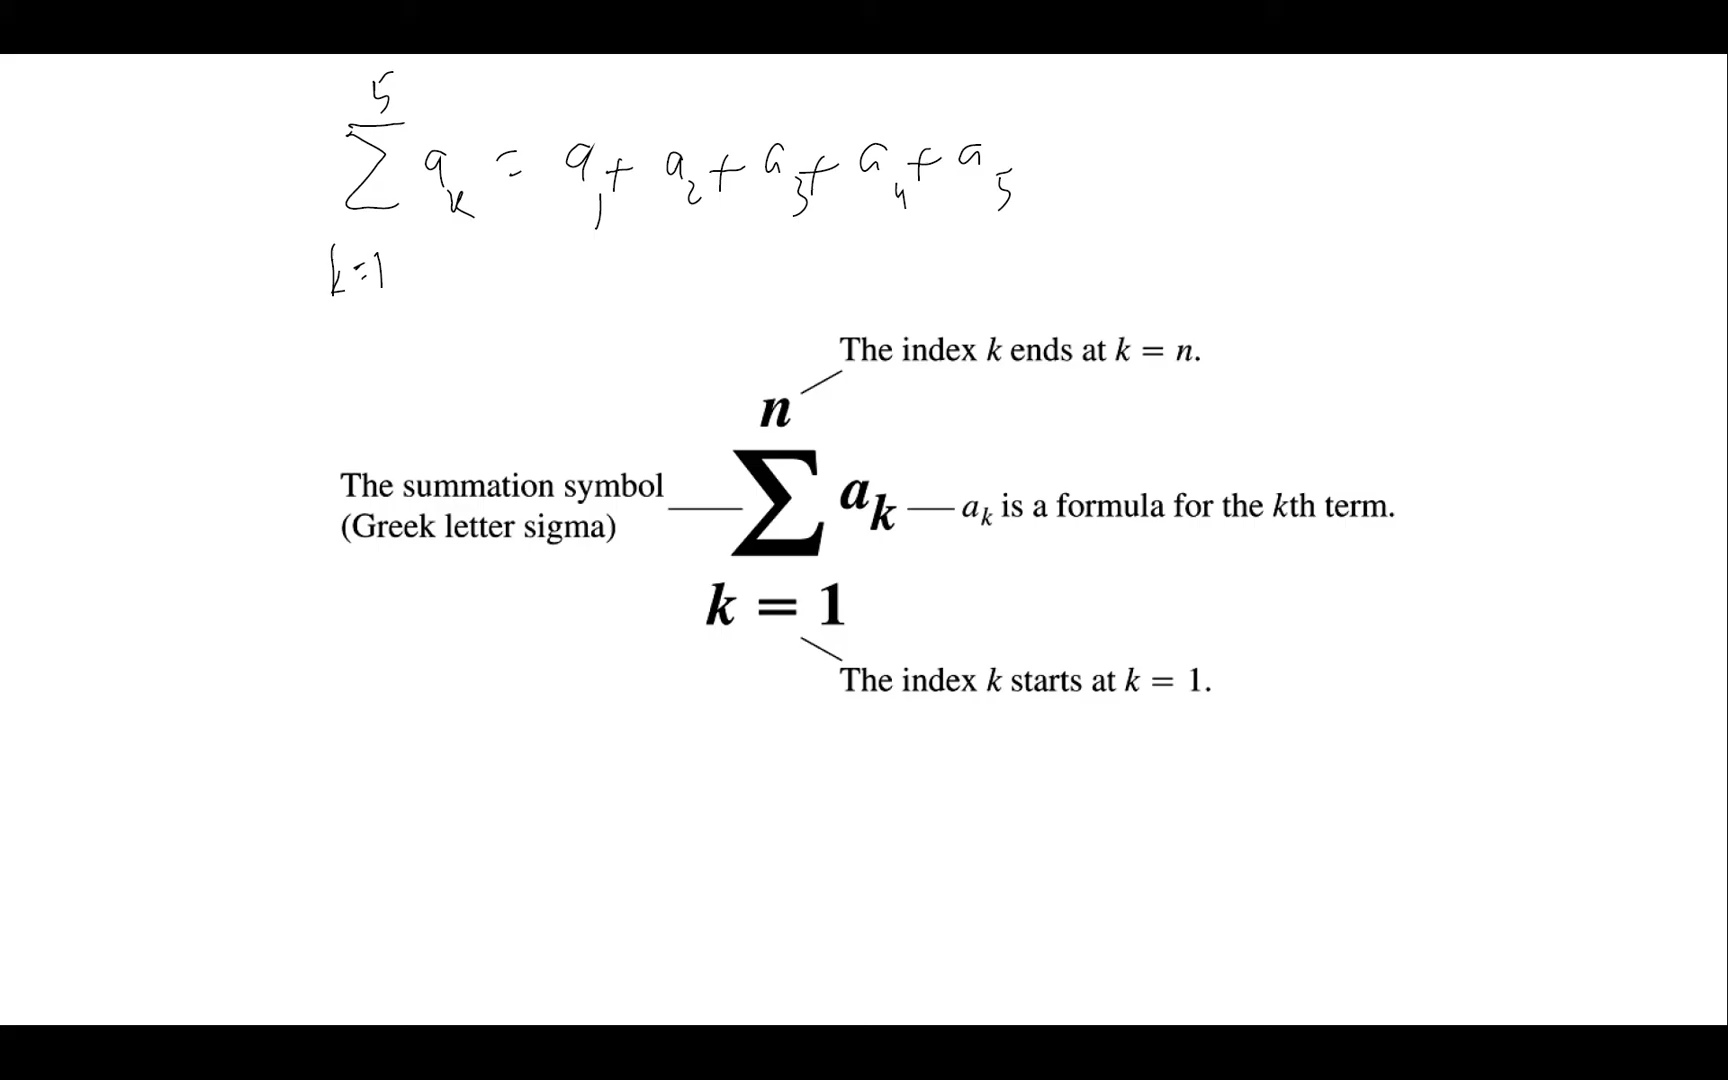 5
∑ a_k = a_1 + a_2 + a_3 + a_4 + a_5
k=1
The index k ends at k = n.
n
The summation symbol
(Greek letter sigma)
∑ a_k
a_k is a formula for the kth term.
k = 1
The index k starts at k = 1.